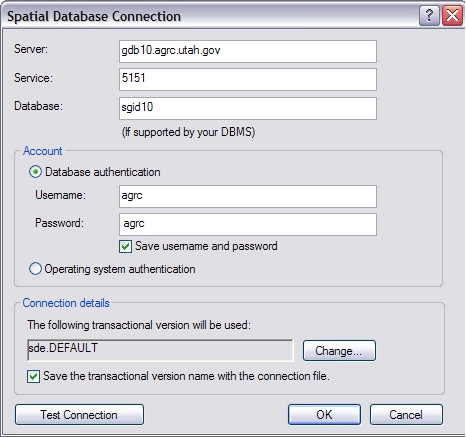 Spatial Database Connection
Server: gdb10.agrc.utah.gov
Service: 5151
Database: sgid10
(If supported by your DBMS)
Account
Database authentication
Username: agrc
Password: agrc
Save username and password
Operating system authentication
Connection details
The following transactional version will be used:
sde.DEFAULT Change...
Save the transactional version name with the connection file.
Test Connection OK Cancel